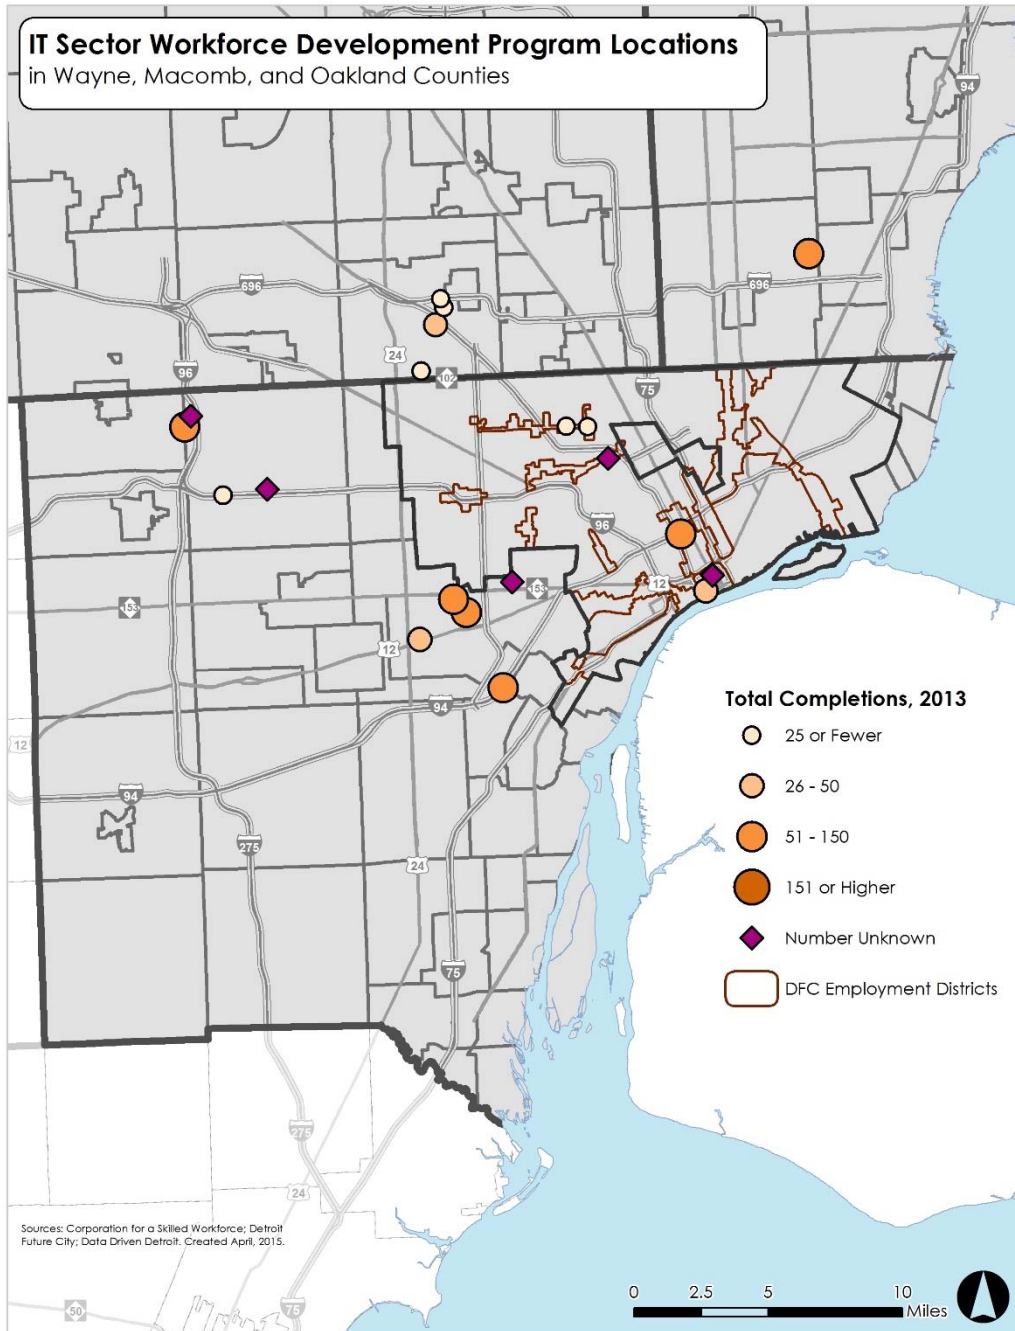 IT Sector Workforce Development Program Locations
in Wayne, Macomb, and Oakland Counties
94
696
696
24
96
102
75
96
12
153
153
12
94
12
94
275
24
75
275
24
50
75
Total Completions, 2013
25 or Fewer
26 - 50
51 - 150
151 or Higher
Number Unknown
DFC Employment Districts
Sources: Corporation for a Skilled Workforce; Detroit
Future City; Data Driven Detroit. Created April, 2015.
0 2.5 5 10
Miles